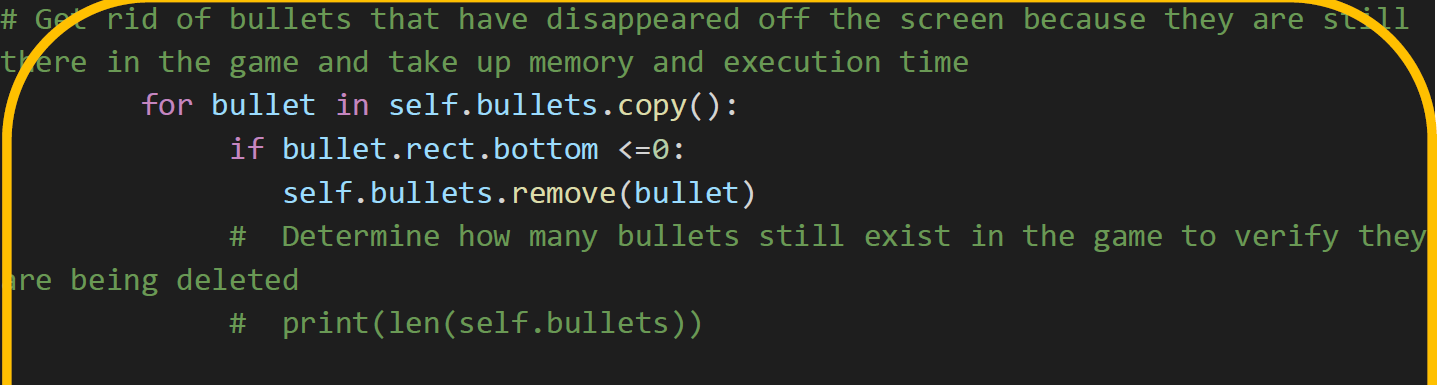 # Get rid of bullets that have disappeared off the screen because they are still
there in the game and take up memory and execution time
for bullet in self.bullets.copy():
if bullet.rect.bottom <=0:
self.bullets.remove(bullet)
#  Determine how many bullets still exist in the game to verify they
are being deleted
#  print(len(self.bullets))